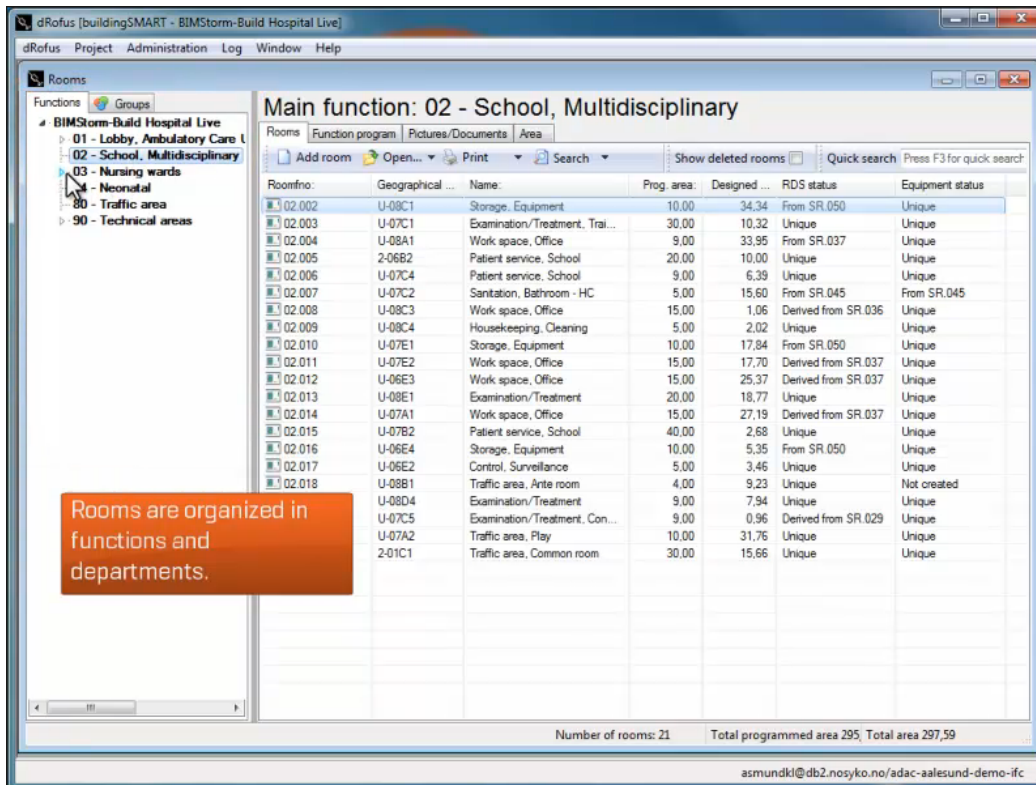 dRofus [buildingSMART - BIMStorm-Build Hospital Live]
dRofus Project Administration Log Window Help
Rooms
Functions Groups
BIMStorm-Build Hospital Live
01 - Lobby, Ambulatory Care
02 - School, Multidisciplinary
03 - Nursing wards
- Neonatal
80 - Traffic area
90 - Technical areas
Main function: 02 - School, Multidisciplinary
Rooms Function program Pictures/Documents Area
Add room Open... Print Search Show deleted rooms Quick search Press F3 for quick search
Roomfno: Geographical ... Name: Prog. area: Designed ... RDS status Equipment status
02.002 U-08C1 Storage, Equipment 10,00 34,34 From SR.050 Unique
02.003 U-07C1 Examination/Treatment, Trai... 30,00 10,32 Unique Unique
02.004 U-08A1 Work space, Office 9,00 33,95 From SR.037 Unique
02.005 2-06B2 Patient service, School 20,00 10,00 Unique Unique
02.006 U-07C4 Patient service, School 9,00 6,39 Unique Unique
02.007 U-07C2 Sanitation, Bathroom - HC 5,00 15,60 From SR.045 From SR.045
02.008 U-08C3 Work space, Office 15,00 1,06 Derived from SR.036 Unique
02.009 U-08C4 Housekeeping, Cleaning 5,00 2,02 Unique Unique
02.010 U-07E1 Storage, Equipment 10,00 17,84 From SR.050 Unique
02.011 U-07E2 Work space, Office 15,00 17,70 Derived from SR.037 Unique
02.012 U-06E3 Work space, Office 15,00 25,37 Derived from SR.037 Unique
02.013 U-08E1 Examination/Treatment 20,00 18,77 Unique Unique
02.014 U-07A1 Work space, Office 15,00 27,19 Derived from SR.037 Unique
02.015 U-07B2 Patient service, School 40,00 2,68 Unique Unique
02.016 U-06E4 Storage, Equipment 10,00 5,35 From SR.050 Unique
02.017 U-06E2 Control, Surveillance 5,00 3,46 Unique Unique
02.018 U-08B1 Traffic area, Ante room 4,00 9,23 Unique Not created
U-08D4 Examination/Treatment 9,00 7,94 Unique Unique
U-07C5 Examination/Treatment, Con... 9,00 0,96 Derived from SR.029 Unique
U-07A2 Traffic area, Play 10,00 31,76 Unique Unique
2-01C1 Traffic area, Common room 30,00 15,66 Unique Unique
Rooms are organized in
functions and
departments.
Number of rooms: 21 Total programmed area 295, Total area 297,59
asmundkl@db2.nosyko.no/adac-aalesund-demo-ifc